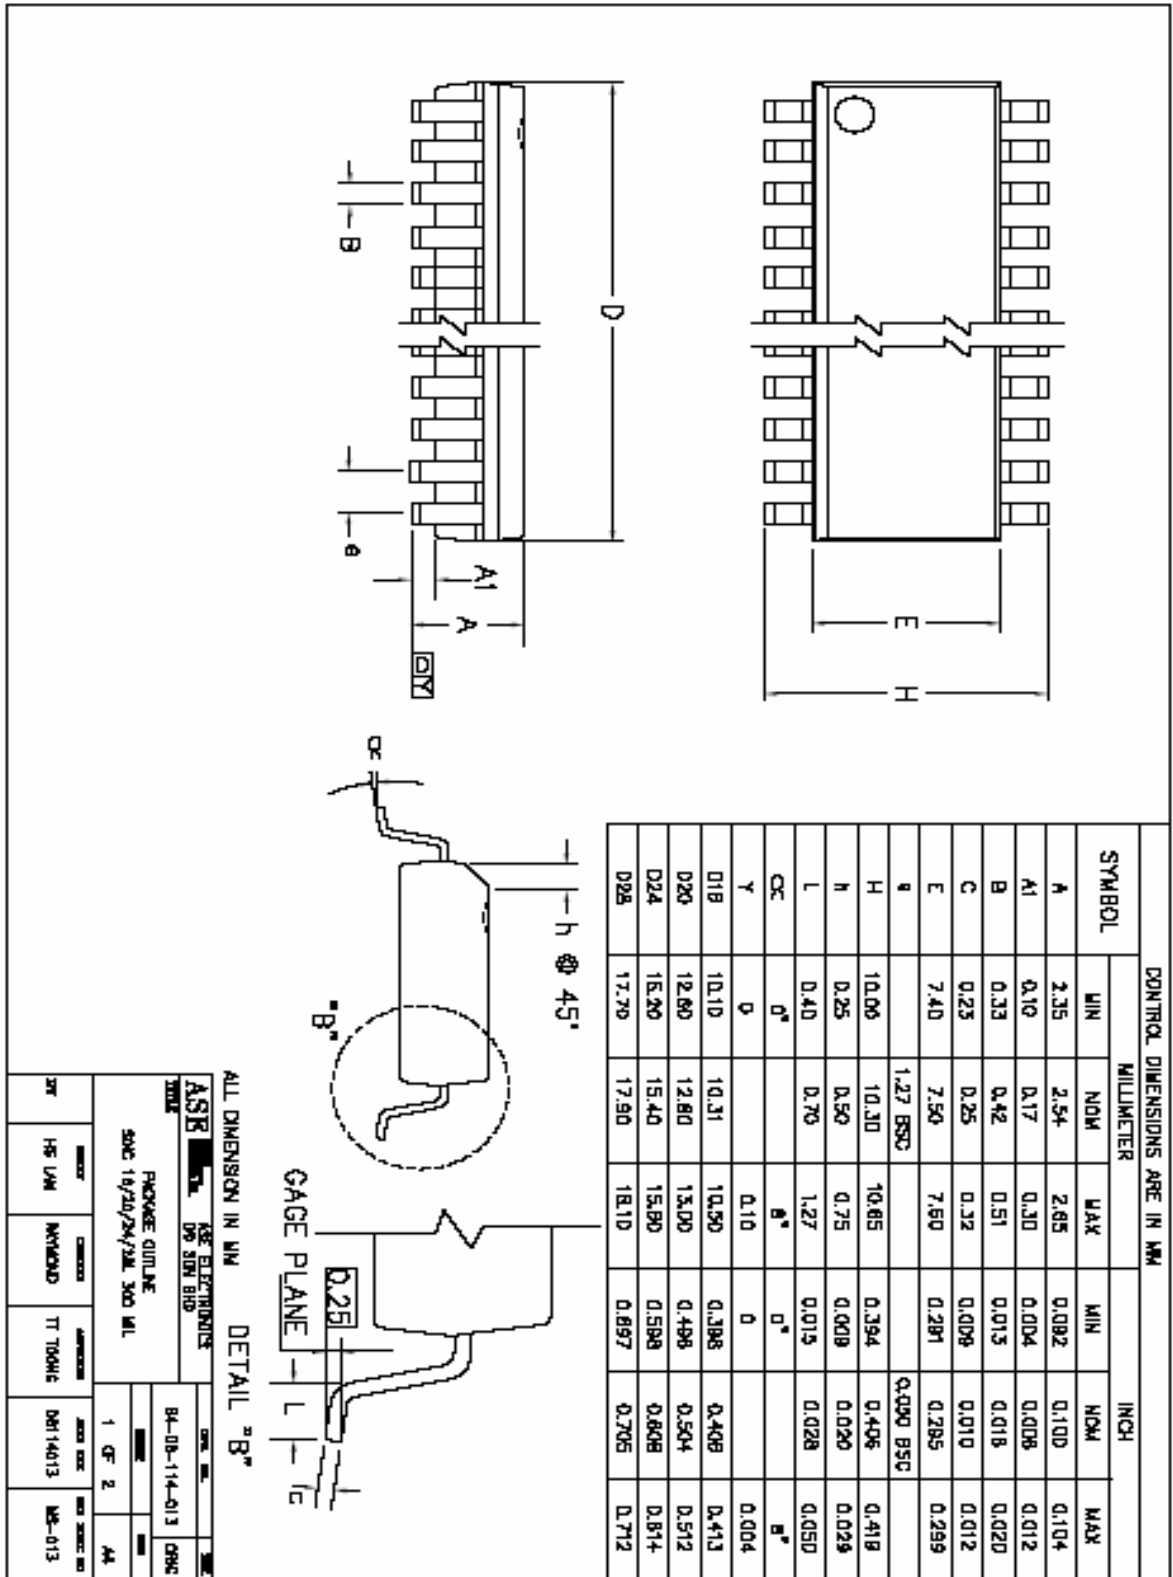 D
B
e
A1
A
Y
E
H
h @ 45°
"B"
CONTROL DIMENSIONS ARE IN MM
SYMBOL MILLIMETER INCH
MIN NOM MAX MIN NOM MAX
A 2.35 2.54 2.65 0.092 0.100 0.104
A1 0.10 0.17 0.30 0.004 0.006 0.012
B 0.33 0.42 0.51 0.013 0.016 0.020
C 0.23 0.25 0.32 0.009 0.010 0.012
E 7.40 7.50 7.60 0.291 0.295 0.299
e 1.27 BSC 0.050 BSC
H 10.00 10.30 10.65 0.394 0.406 0.419
h 0.25 0.50 0.75 0.009 0.020 0.029
L 0.40 0.70 1.27 0.015 0.028 0.050
α 0° 8° 0° 8°
Y 0 0.10 0 0.004
D18 10.10 10.31 10.50 0.398 0.413
D20 12.60 12.80 13.00 0.496 0.504 0.512
D24 15.20 15.40 15.60 0.598 0.606 0.614
D28 17.70 17.90 18.10 0.697 0.705 0.712
GAGE PLANE
0.25
L
C
ALL DIMENSION IN MM
DETAIL "B"
ASE
ASE ELECTRONICS
SDN BHD
TITLE
PACKAGE OUTLINE
300 MIL
84-08-114-013
1 OF 2 A4
HS LAM RAYMOND TT TOONG D8114013 MS-013